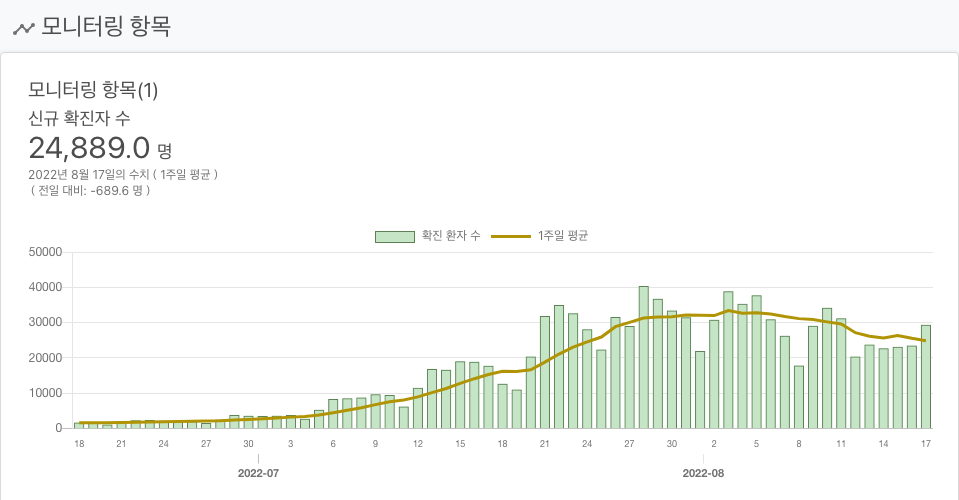 모니터링 항목
모니터링 항목(1)
신규 확진자 수
24,889.0 명
2022년 8월 17일의 수치 ( 1주일 평균 )
( 전일 대비: -689.6 명 )
확진 환자 수 1주일 평균
50000
40000
30000
20000
10000
0
18 21 24 27 30 3 6 9 12 15 18 21 24 27 30 2 5 8 11 14 17
2022-07 2022-08